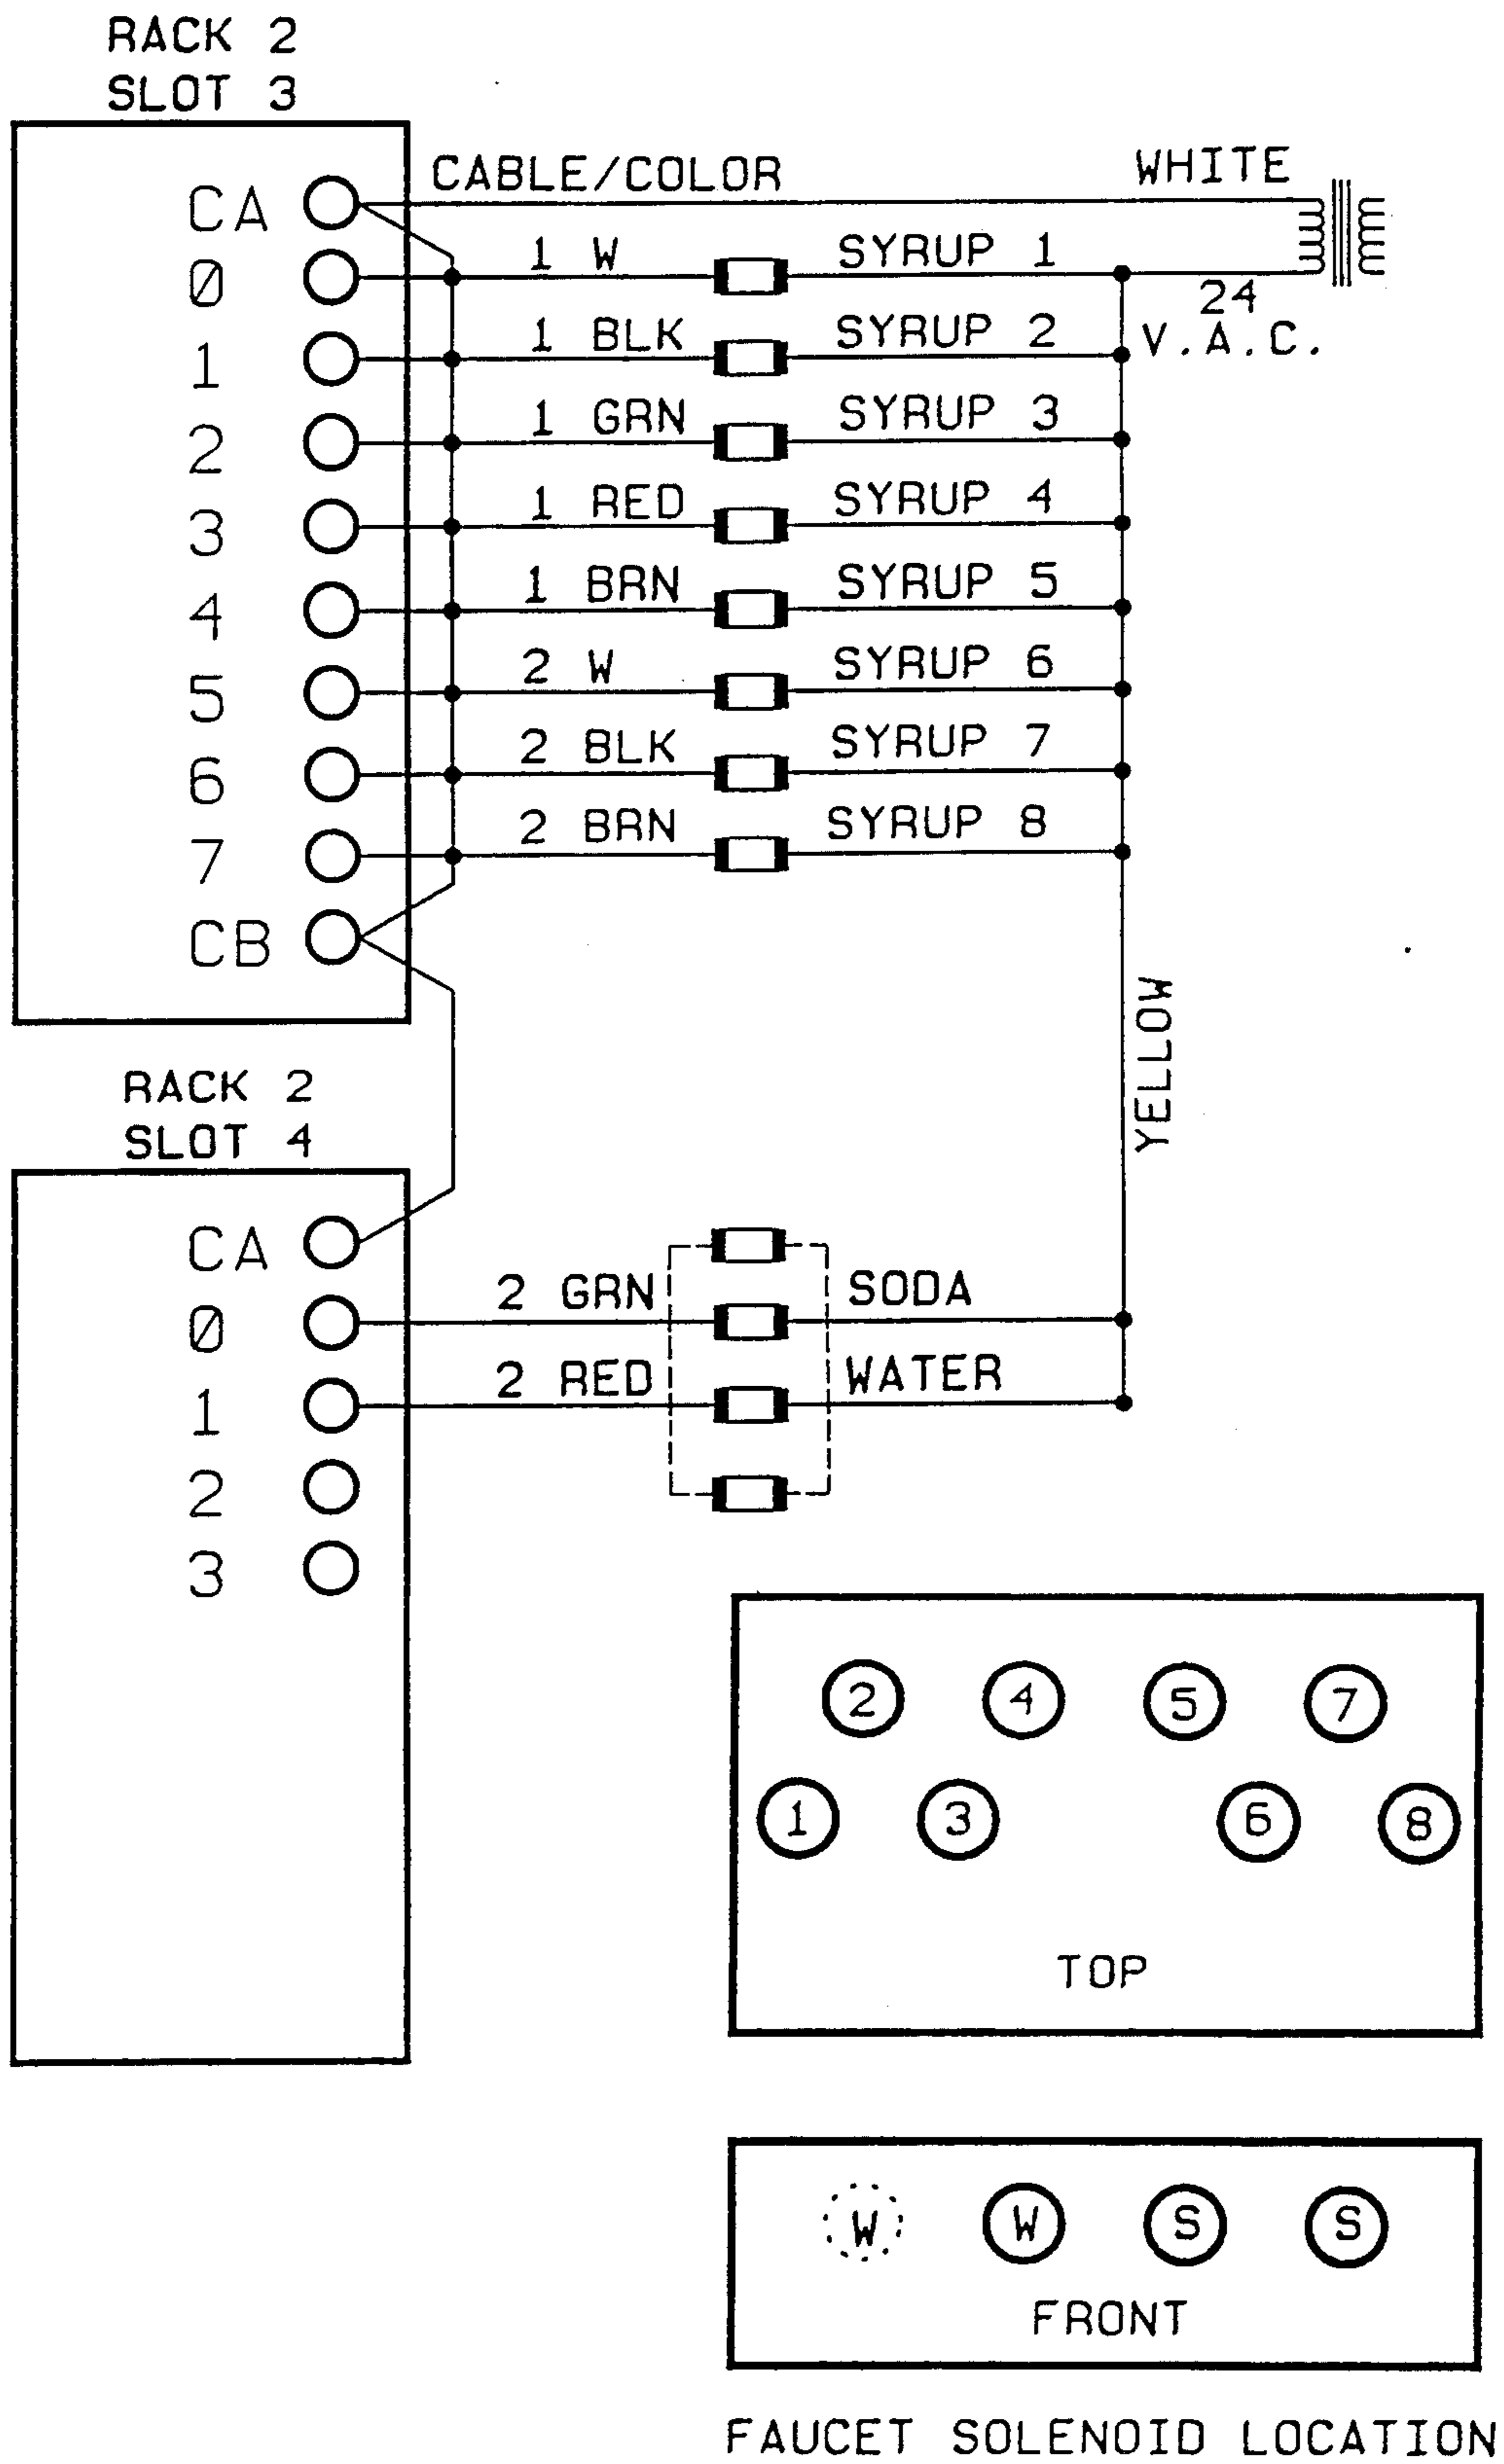 RACK 2
SLOT 3
CABLE/COLOR WHITE
CA
0 1 W SYRUP 1
24
V.A.C.
1 1 BLK SYRUP 2
2 1 GRN SYRUP 3
3 1 RED SYRUP 4
4 1 BRN SYRUP 5
5 2 W SYRUP 6
6 2 BLK SYRUP 7
7 2 BRN SYRUP 8
CB
YELLOW
RACK 2
SLOT 4
CA
0 2 GRN SODA
1 2 RED WATER
2
3
2 4 5 7
1 3 6 8
TOP
W W S S
FRONT
FAUCET SOLENOID LOCATION